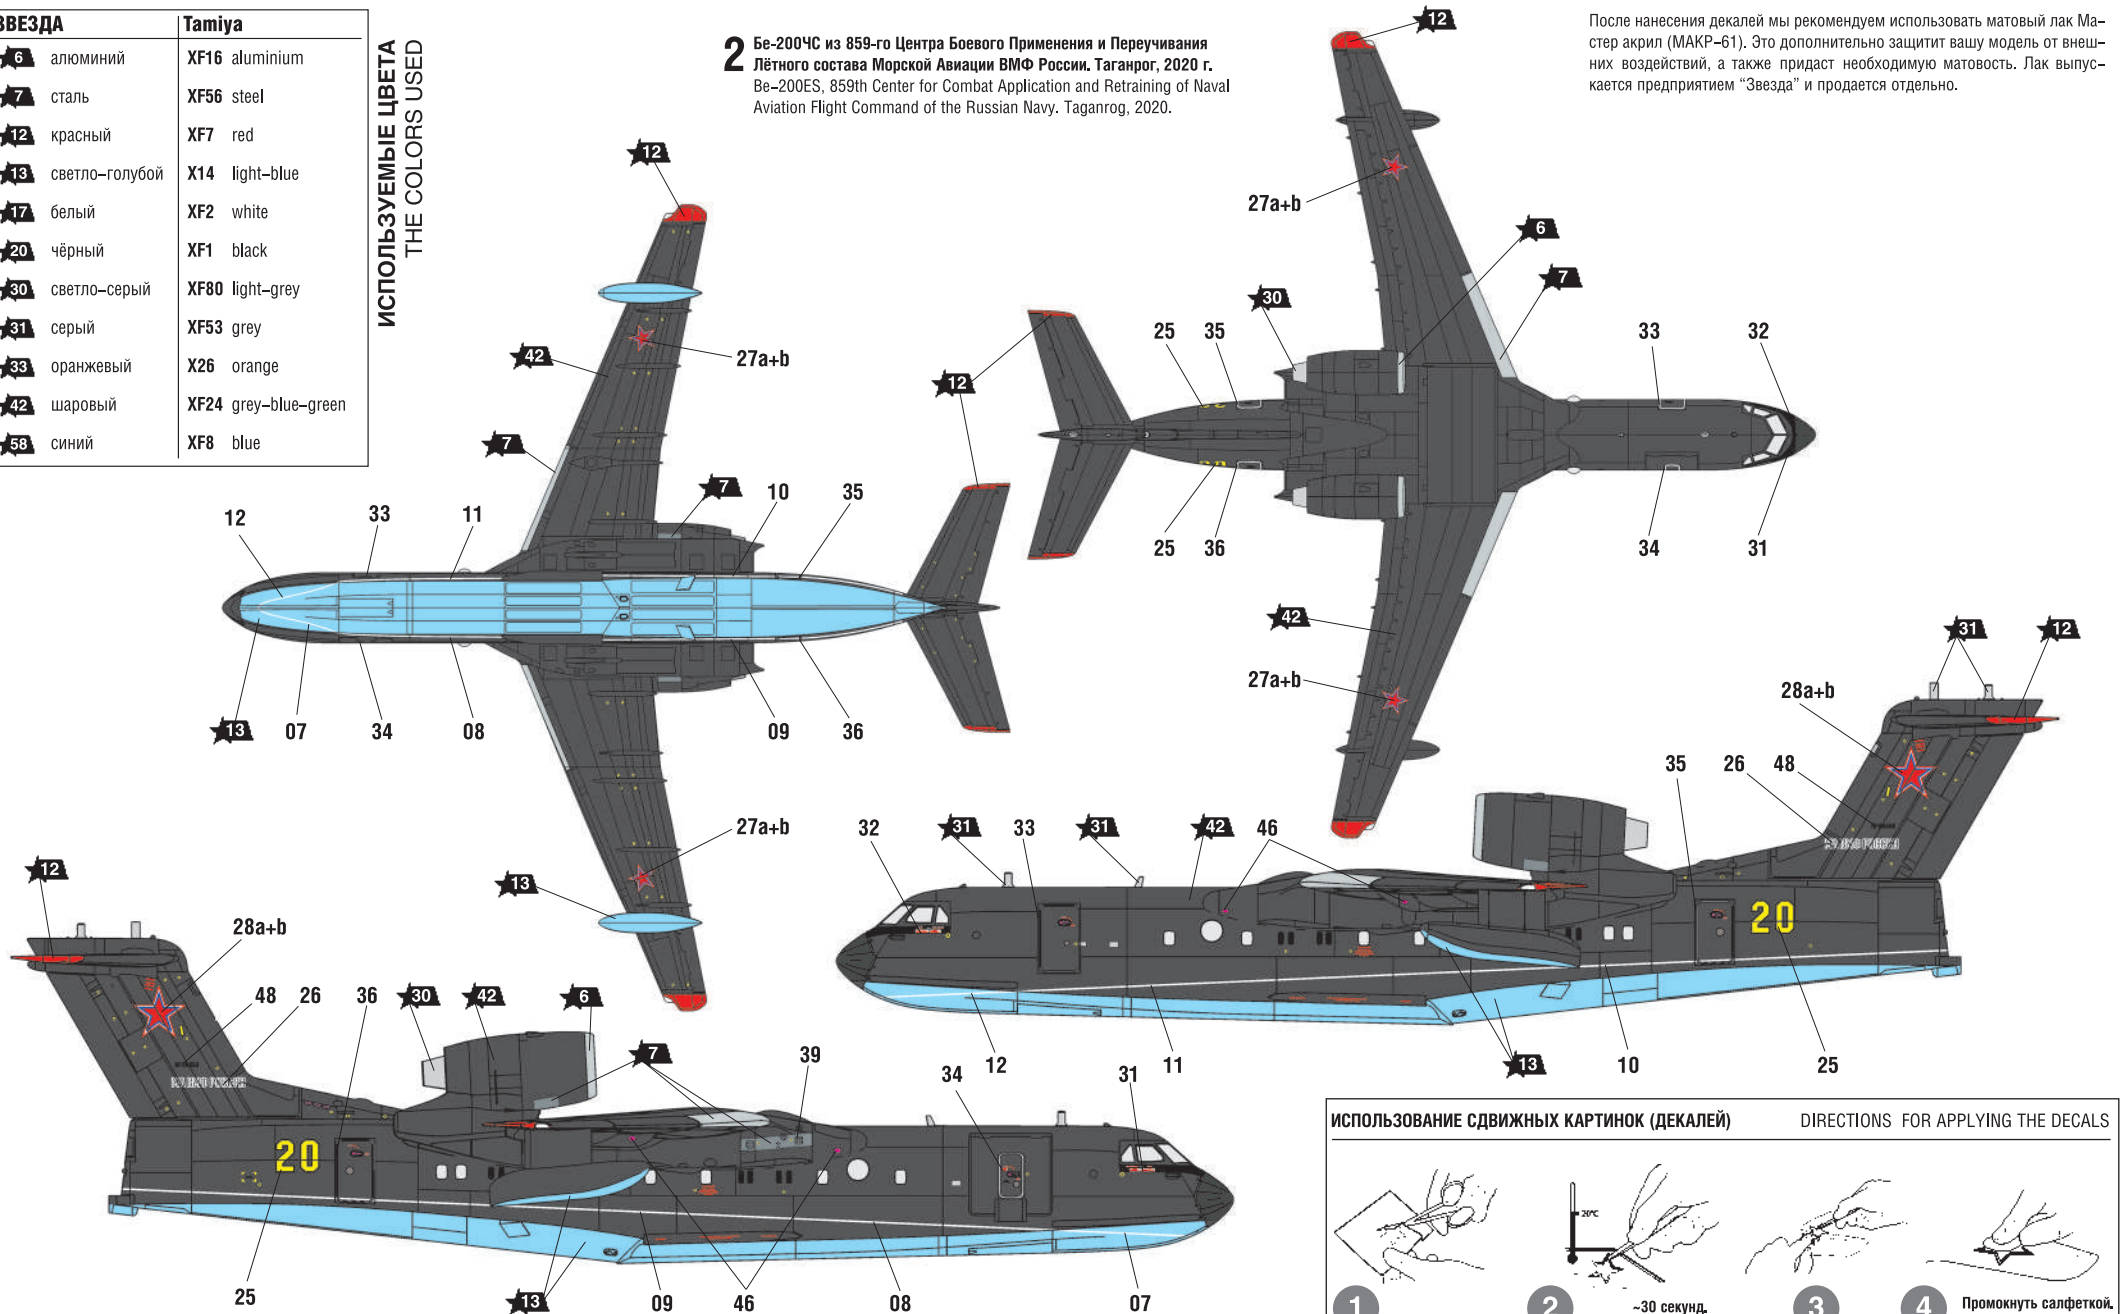 ЗВЕЗДА Tamiya
6 алюминий XF16 aluminium
7 сталь XF56 steel
12 красный XF7 red
13 светло-голубой X14 light-blue
17 белый XF2 white
20 чёрный XF1 black
30 светло-серый XF80 light-grey
31 серый XF53 grey
33 оранжевый X26 orange
42 шаровый XF24 grey-blue-green
58 синий XF8 blue
ИСПОЛЬЗУЕМЫЕ ЦВЕТА
THE COLORS USED
2 Бе-200ЧС из 859-го Центра Боевого Применения и Переучивания
Лётного состава Морской Авиации ВМФ России. Таганрог, 2020 г.
Be-200ES, 859th Center for Combat Application and Retraining of Naval
Aviation Flight Command of the Russian Navy. Taganrog, 2020.
После нанесения декалей мы рекомендуем использовать матовый лак Ма-
стер акрил (МАКР-61). Это дополнительно защитит вашу модель от внеш-
них воздействий, а также придаст необходимую матовость. Лак выпус-
кается предприятием “Звезда” и продается отдельно.
12
42
27a+b
7
7
10
35
12
33
11
13
07
34
08
09
36
27a+b
13
12
27a+b
6
7
30
25
35
33
32
12
25
36
34
31
42
27a+b
31
12
28a+b
35
26
48
32
31
33
31
42
46
20
12
11
13
10
25
12
28a+b
48
26
36
30
42
6
7
39
34
31
20
25
13
09
46
08
07
ИСПОЛЬЗОВАНИЕ СДВИЖНЫХ КАРТИНОК (ДЕКАЛЕЙ) DIRECTIONS FOR APPLYING THE DECALS
20°C
1
2 ~30 секунд.
3
4 Промокнуть салфеткой.